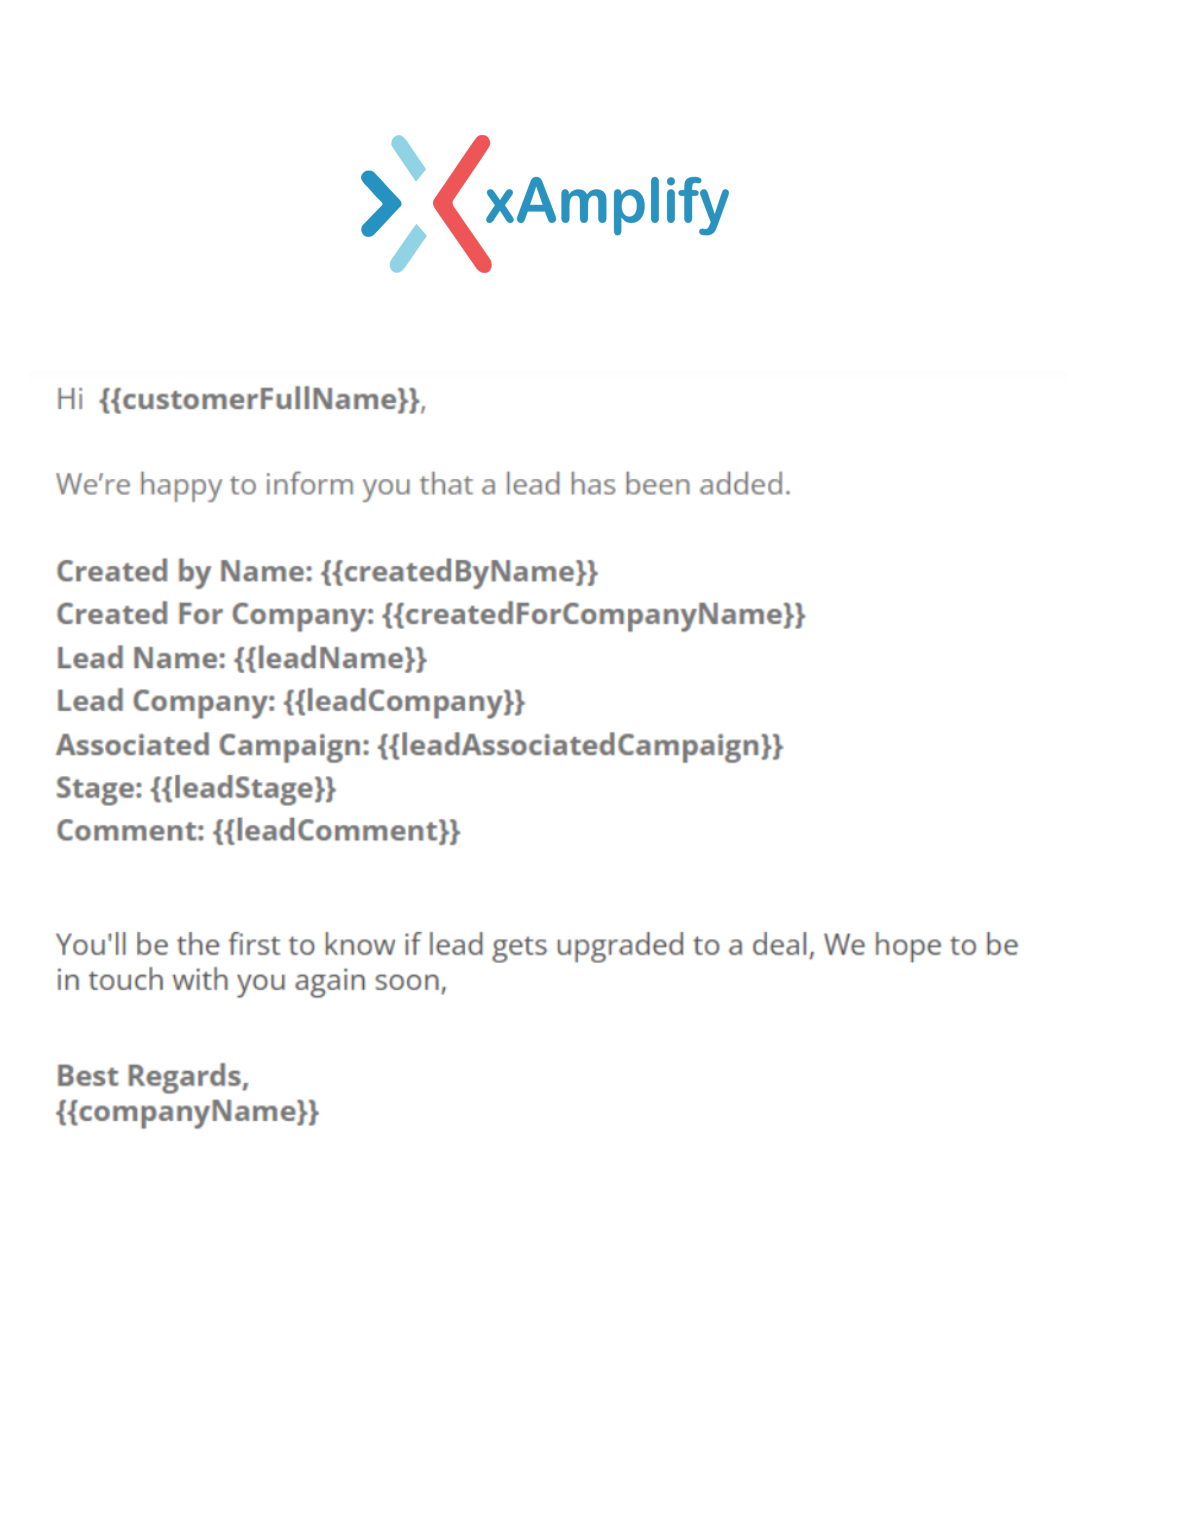 xAmplify
Hi {{customerFullName}},
We’re happy to inform you that a lead has been added.
Created by Name: {{createdByName}}
Created For Company: {{createdForCompanyName}}
Lead Name: {{leadName}}
Lead Company: {{leadCompany}}
Associated Campaign: {{leadAssociatedCampaign}}
Stage: {{leadStage}}
Comment: {{leadComment}}
You'll be the first to know if lead gets upgraded to a deal, We hope to be
in touch with you again soon,
Best Regards,
{{companyName}}